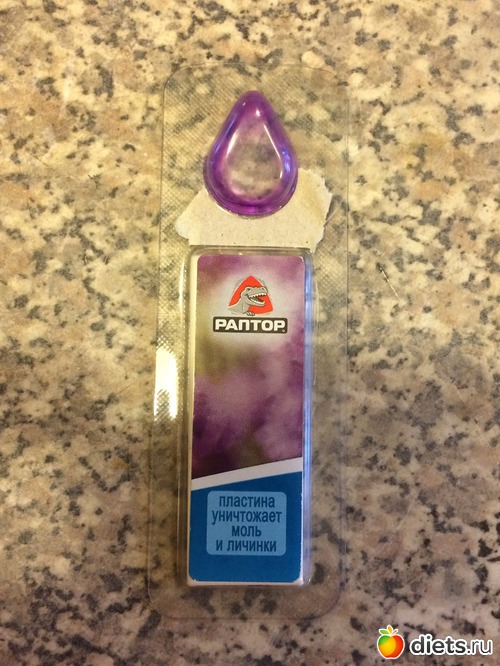 РАПТОР
пластина
уничтожает
моль
и личинки
diets.ru